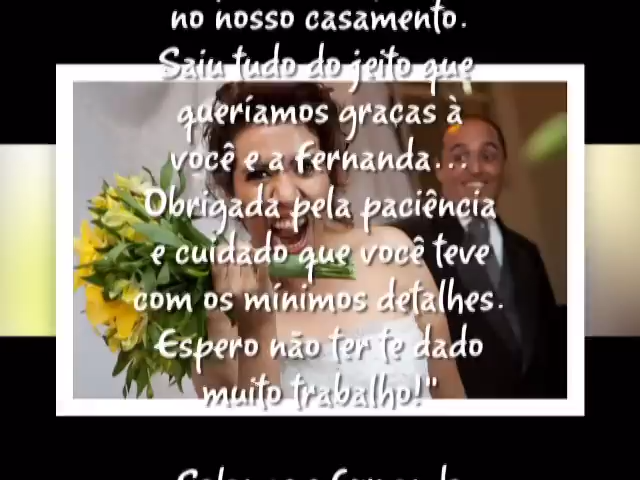 no nosso casamento.
Saiu tudo do jeito que
queríamos graças à
você e a Fernanda...
Obrigada pela paciência
e cuidado que você teve
com os mínimos detalhes.
Espero não ter te dado
muito trabalho!"